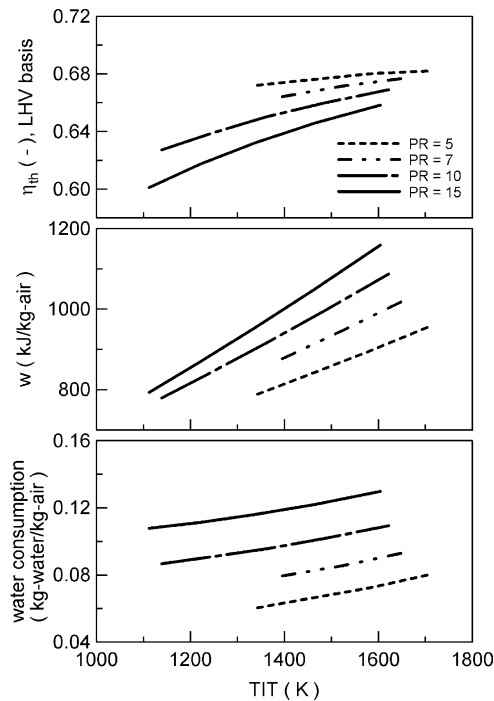 0.72
0.68
0.64
0.60
η_th ( - ), LHV basis
PR = 5
PR = 7
PR = 10
PR = 15
1200
1000
800
w ( kJ/kg-air )
0.16
0.12
0.08
0.04
water consumption
( kg-water/kg-air )
1000 1200 1400 1600 1800
TIT ( K )